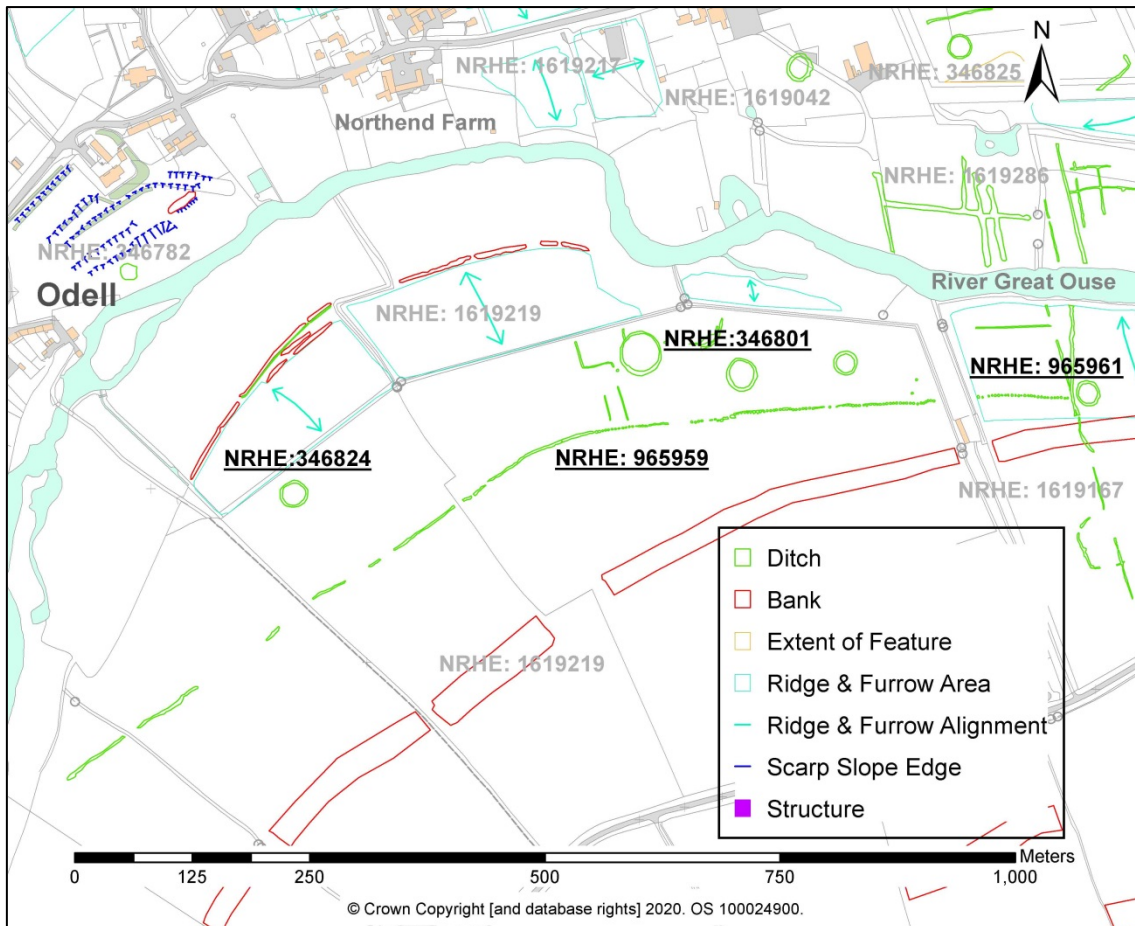 NRHE: 1619217
NRHE: 346825
N
NRHE: 1619042
Northend Farm
NRHE: 1619286
NRHE: 346782
Odell
River Great Ouse
NRHE: 1619219
NRHE:346801
NRHE: 965961
NRHE:346824
NRHE: 965959
NRHE: 1619167
NRHE: 1619219
Ditch
Bank
Extent of Feature
Ridge & Furrow Area
Ridge & Furrow Alignment
Scarp Slope Edge
Structure
Meters
0 125 250 500 750 1,000
© Crown Copyright [and database rights] 2020. OS 100024900.